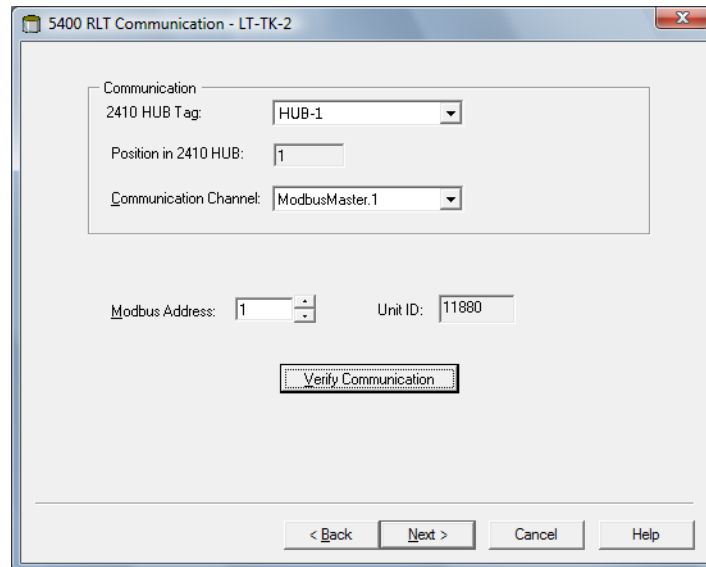 5400 RLT Communication - LT-TK-2
Communication
2410 HUB Tag: HUB-1
Position in 2410 HUB: 1
Communication Channel: ModbusMaster.1
Modbus Address: 1 Unit ID: 11880
Verify Communication
< Back Next > Cancel Help